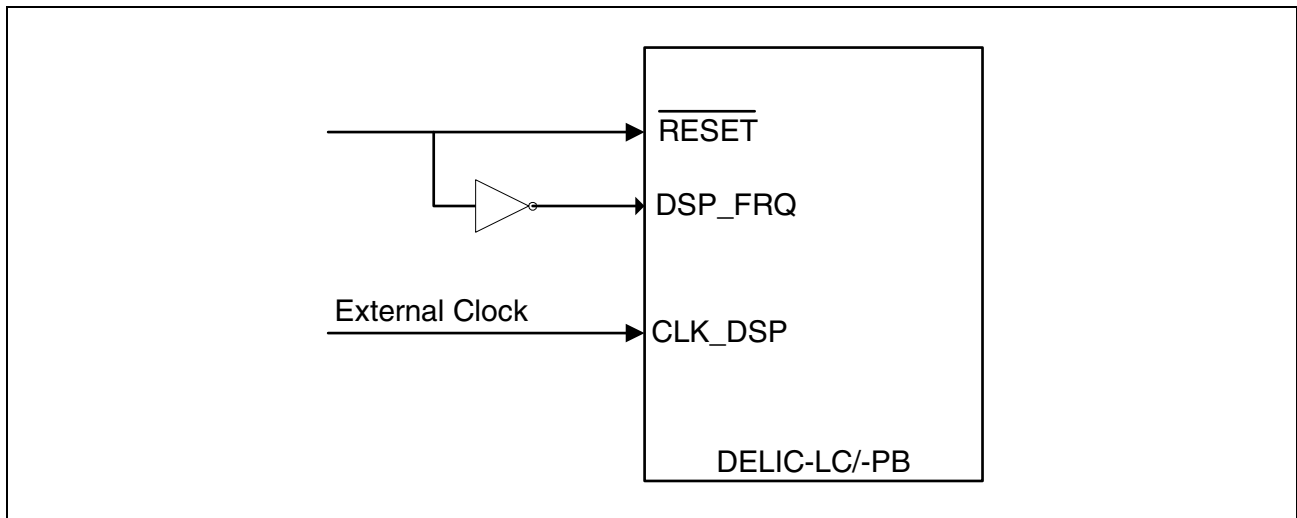 RESET
DSP_FRQ
External Clock
CLK_DSP
DELIC-LC/-PB